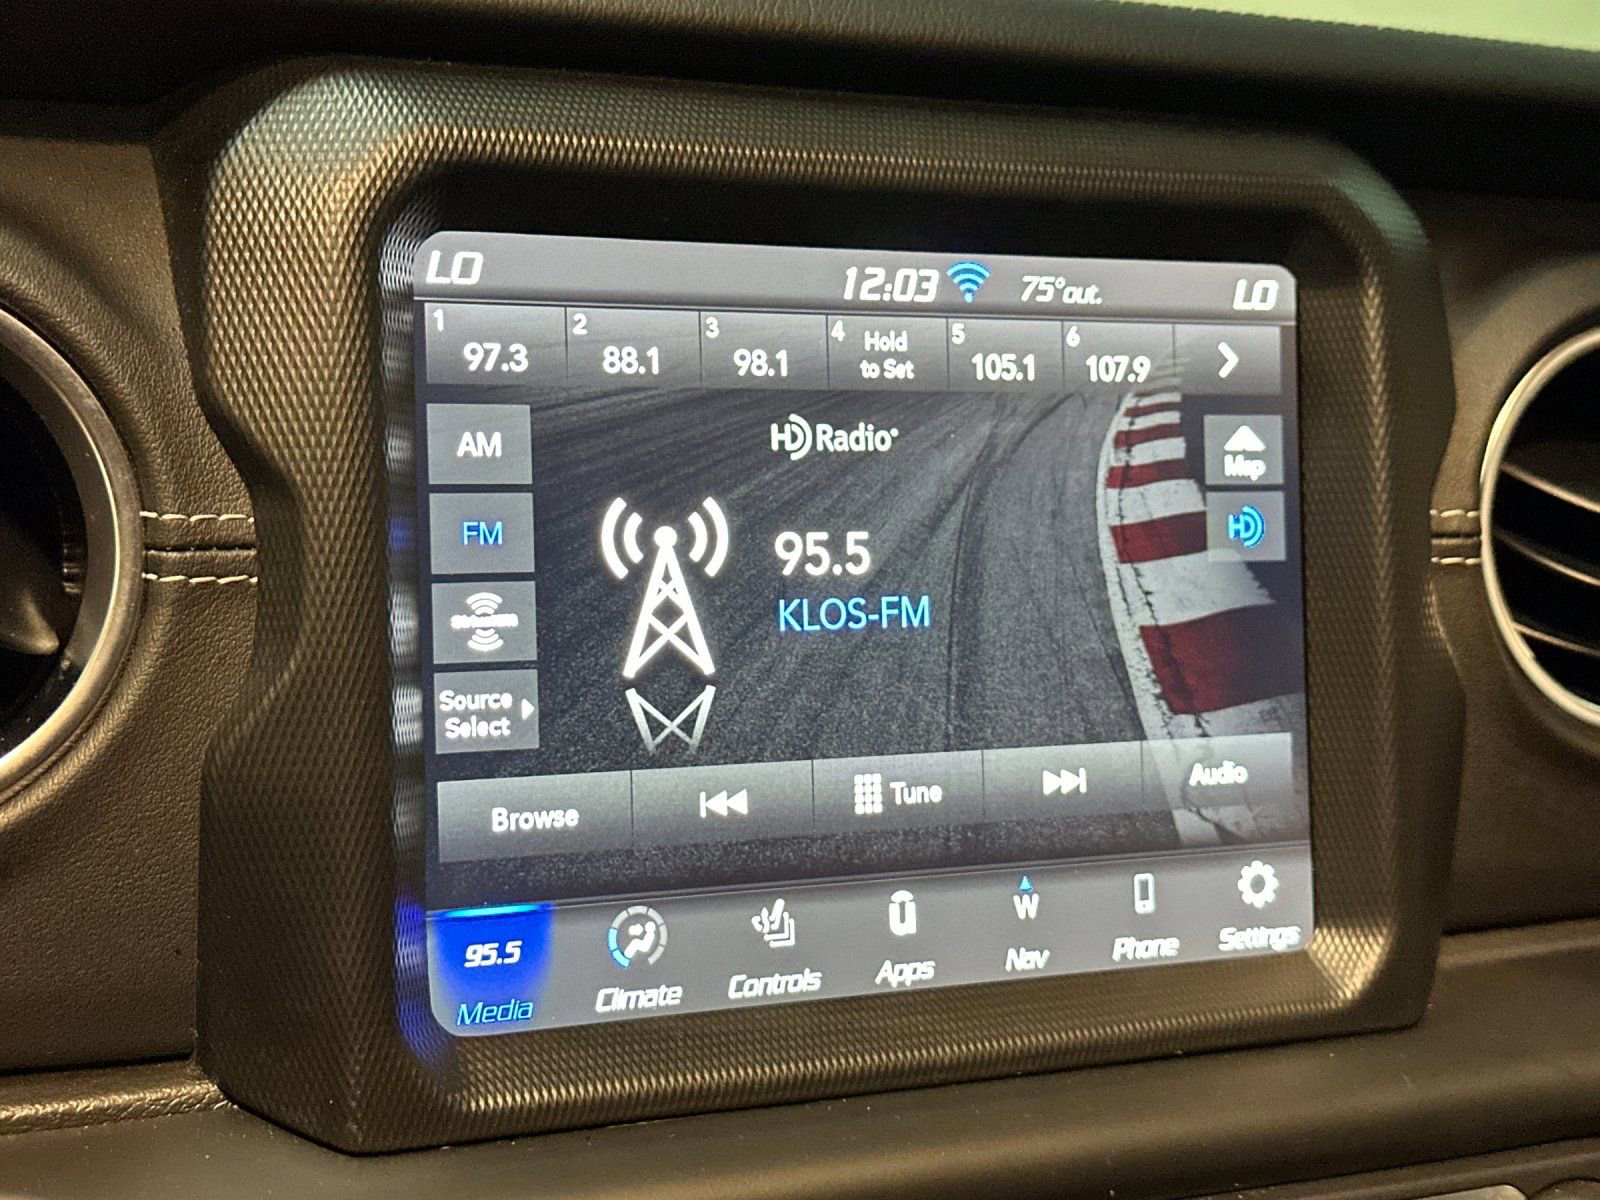 LO 12:03 75°out. LO
1 2 3 4 5 6
97.3 88.1 98.1 Hold to Set 105.1 107.9
AM
HD Radio
Map
FM
HD
95.5
KLOS-FM
SiriusXM
Source
Select
Browse Tune Audio
95.5 W
Media Climate Controls Apps Nav Phone Settings